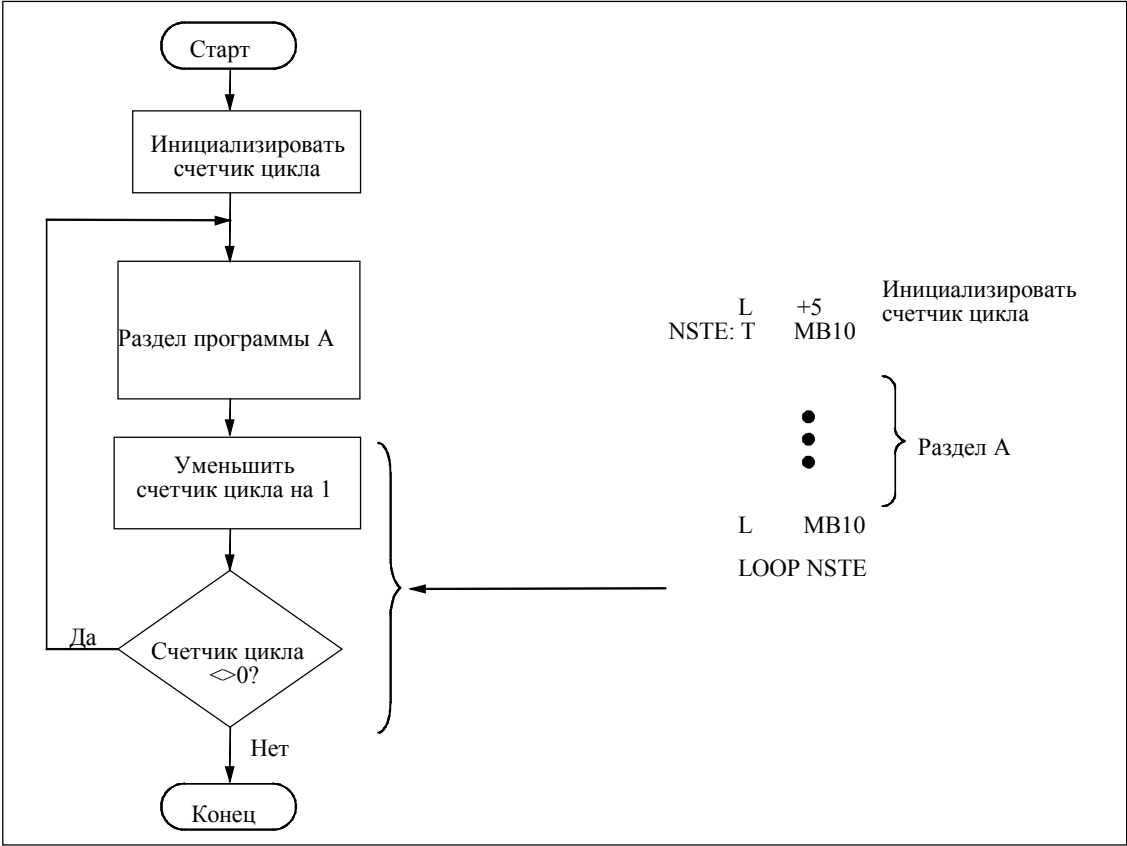 Старт
Инициализировать
счетчик цикла
Раздел программы А
Уменьшить
счетчик цикла на 1
Да
Счетчик цикла
<>0?
Нет
Конец
L +5
Инициализировать
счетчик цикла
NSTE: T MB10
Раздел А
L MB10
LOOP NSTE